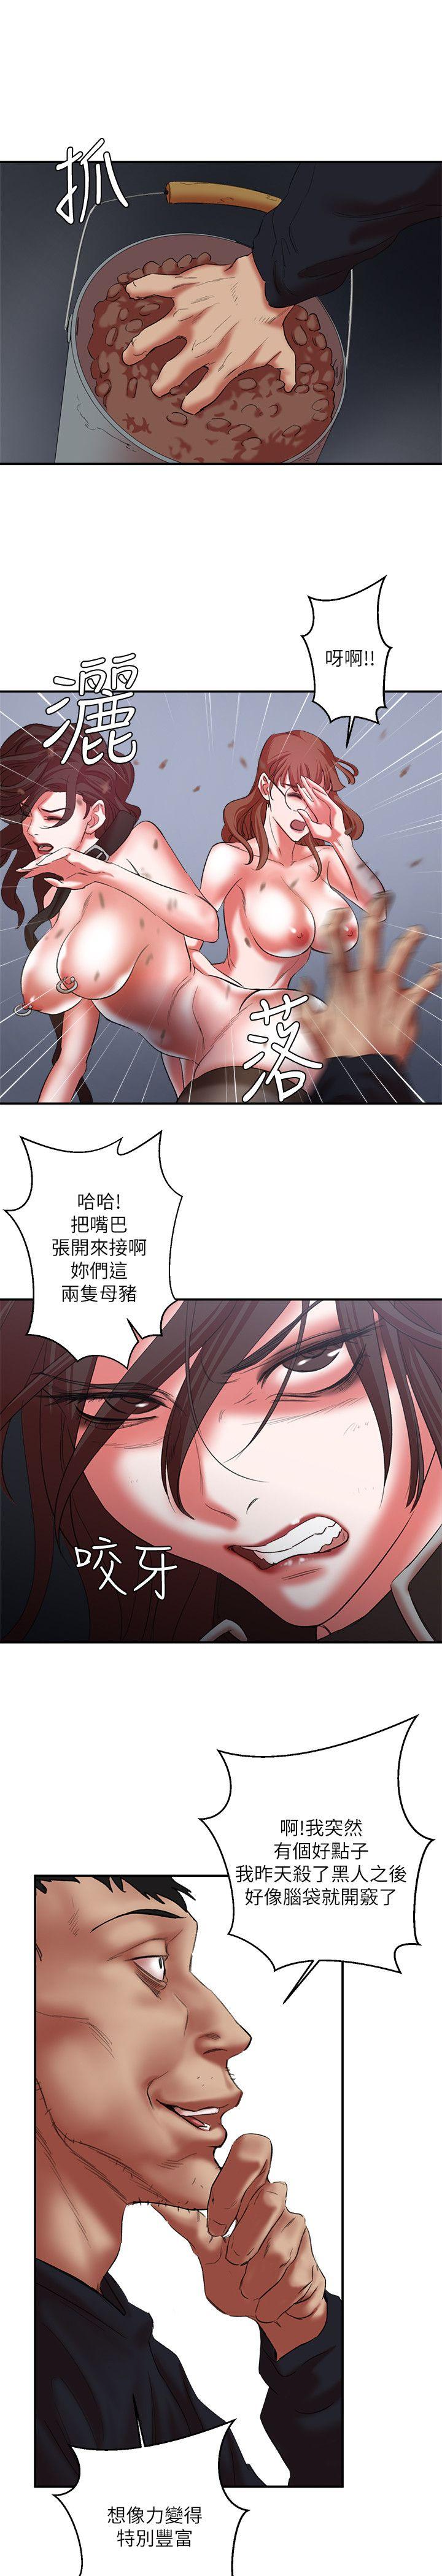 抓
呀啊!!
灑
落
哈哈!
把嘴巴
張開來接啊
妳們這
兩隻母豬
咬牙
啊!我突然
有個好點子
我昨天殺了黑人之後
好像腦袋就開竅了
想像力變得
特別豐富